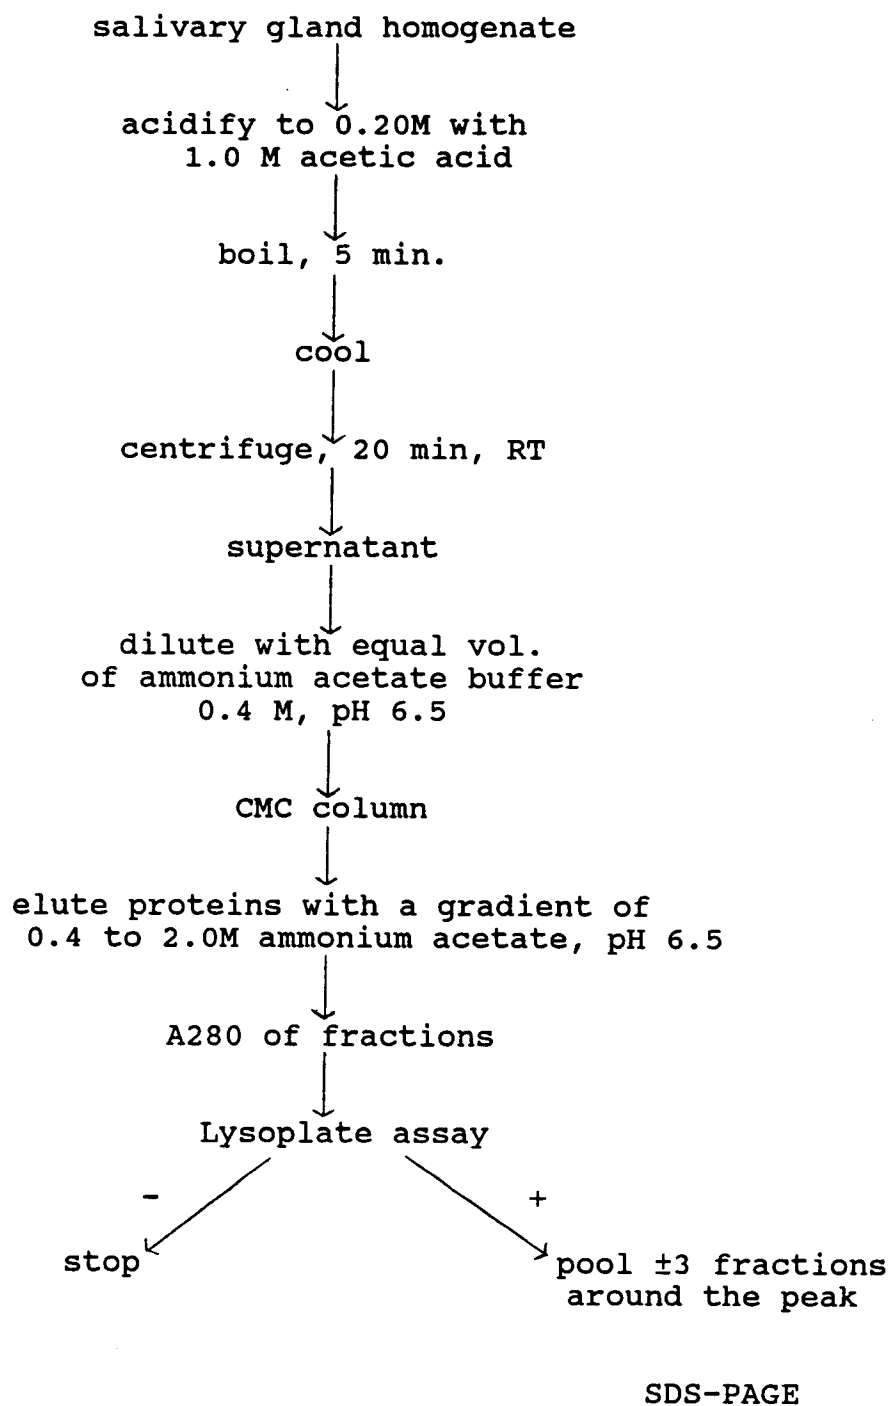 salivary gland homogenate
acidify to 0.20M with
1.0 M acetic acid
boil, 5 min.
cool
centrifuge, 20 min, RT
supernatant
dilute with equal vol.
of ammonium acetate buffer
0.4 M, pH 6.5
CMC column
elute proteins with a gradient of
0.4 to 2.0M ammonium acetate, pH 6.5
A280 of fractions
Lysoplate assay
- +
stop
pool ±3 fractions
around the peak
SDS-PAGE